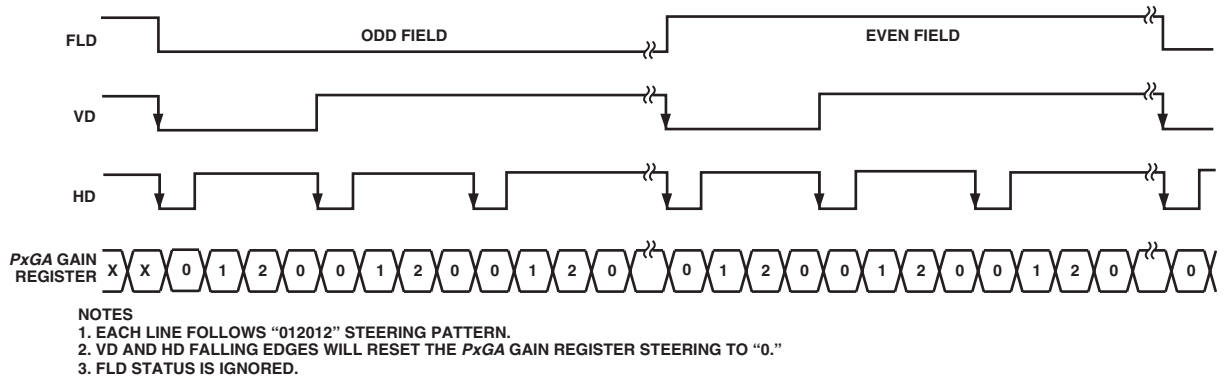 FLD ODD FIELD EVEN FIELD
VD
HD
PxGA GAIN
REGISTER X X 0 1 2 0 0 1 2 0 0 1 2 0 0 1 2 0 0 1 2 0 0 1 2 0 0
NOTES
1. EACH LINE FOLLOWS “012012” STEERING PATTERN.
2. VD AND HD FALLING EDGES WILL RESET THE PxGA GAIN REGISTER STEERING TO “0.”
3. FLD STATUS IS IGNORED.